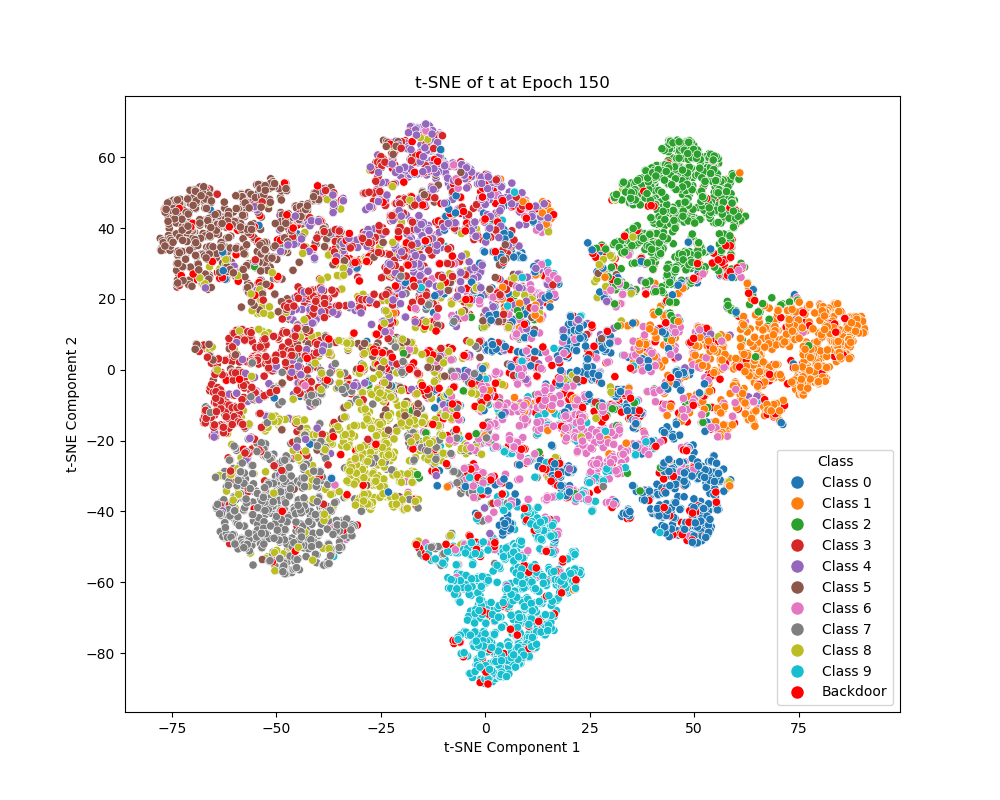 t-SNE of t at Epoch 150
t-SNE Component 2
60
40
20
0
−20
−40
−60
−80
−75
−50
−25
0
25
50
75
t-SNE Component 1
Class
Class 0
Class 1
Class 2
Class 3
Class 4
Class 5
Class 6
Class 7
Class 8
Class 9
Backdoor